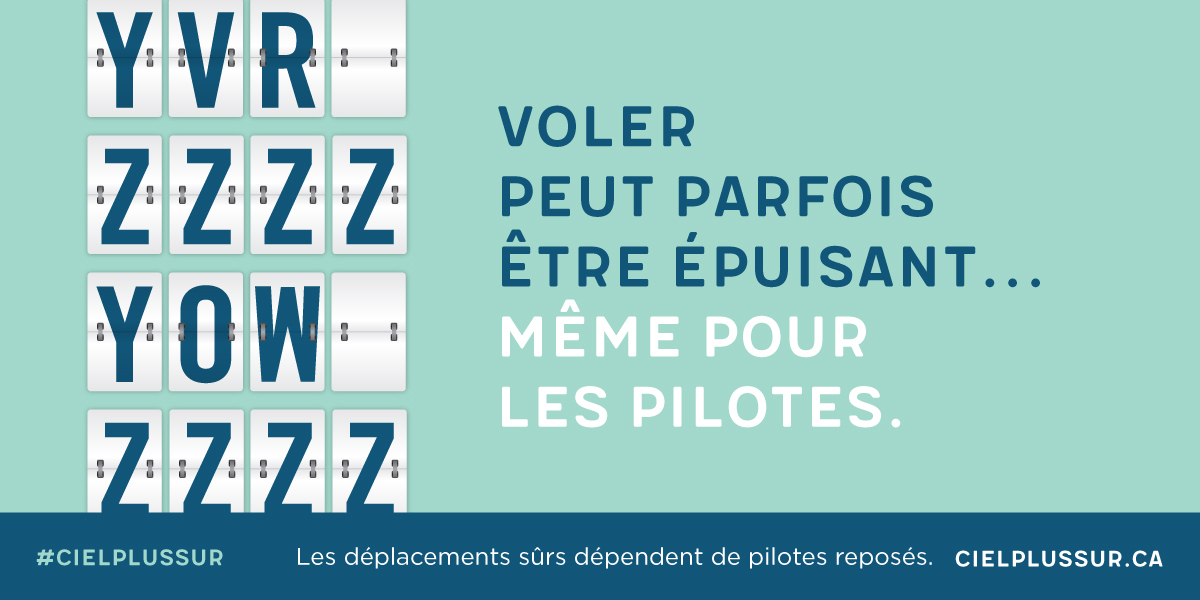 YVR
ZZZZ
YOW
ZZZZ
VOLER
PEUT PARFOIS
ÊTRE ÉPUISANT...
MÊME POUR
LES PILOTES.
#CIELPLUSSUR
Les déplacements sûrs dépendent de pilotes reposés.
CIELPLUSSUR.CA